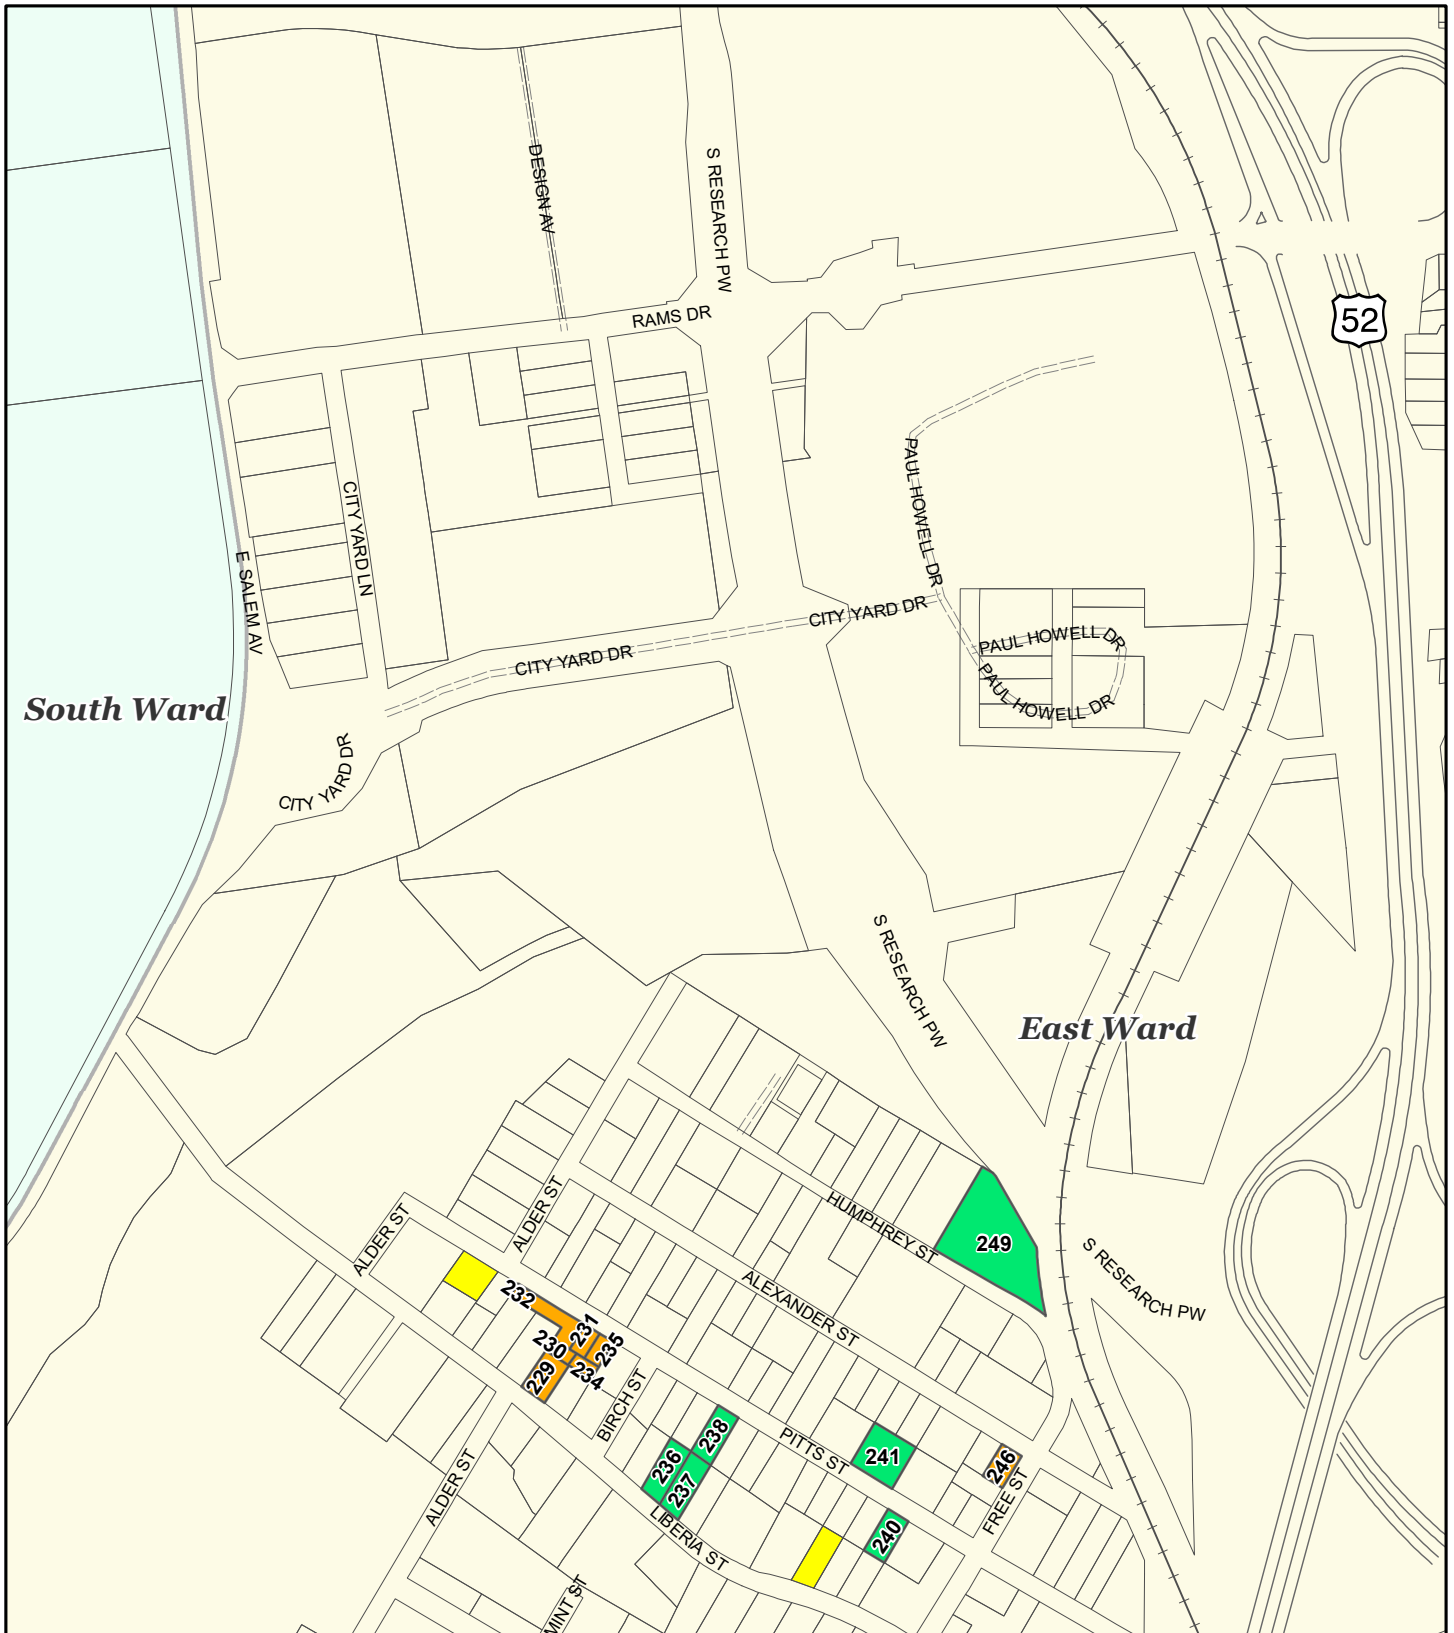 DESIGN AV
S RESEARCH PW
RAMS DR
52
CITY YARD LN
E SALEM AV
PAUL HOWELL DR
CITY YARD DR
CITY YARD DR
PAUL HOWELL DR
PAUL HOWELL DR
South Ward
CITY YARD DR
S RESEARCH PW
East Ward
ALDER ST
ALDER ST
HUMPHREY ST
249
S RESEARCH PW
ALEXANDER ST
232
231
230
235
229
234
BIRCH ST
238
236
237
PITTS ST
241
246
FREE ST
ALDER ST
LIBERIA ST
240
MINT ST